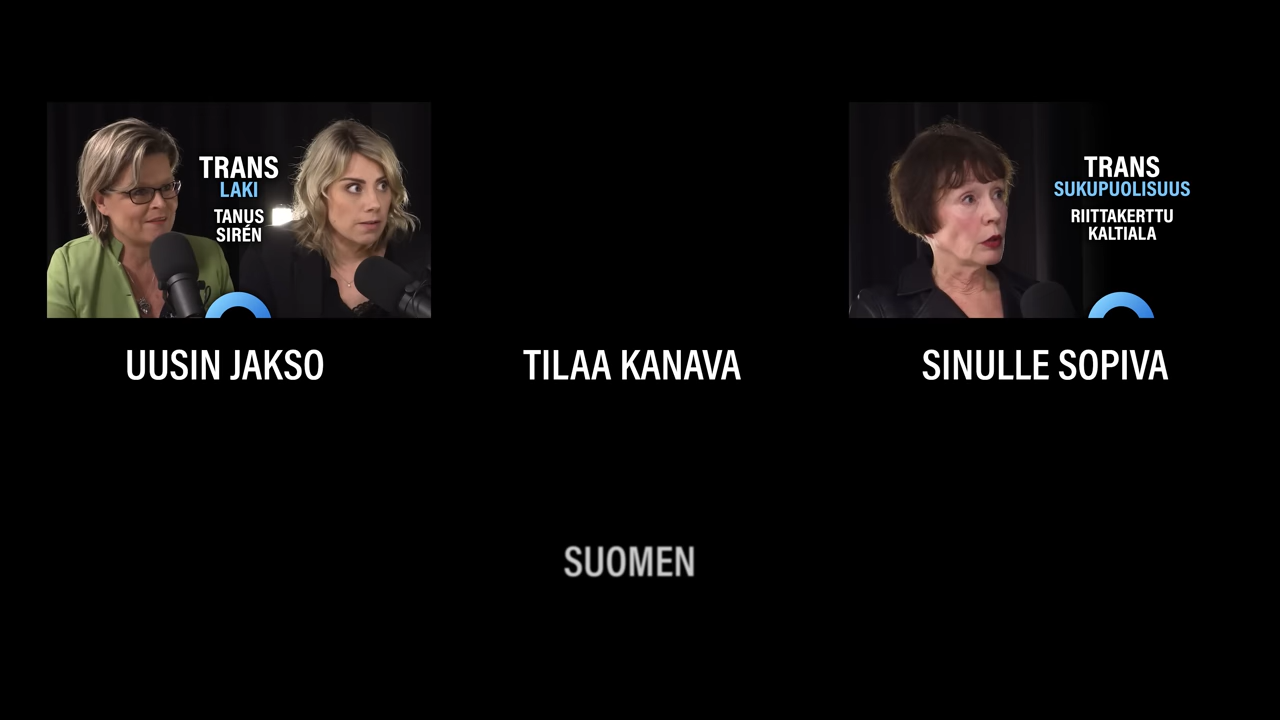 TRANS
LAKI
TANUS
SIRÉN
TRANS
SUKUPUOLISUUS
RIITTAKERTTU
KALTIALA
UUSIN JAKSO
TILAA KANAVA
SINULLE SOPIVA
SUOMEN